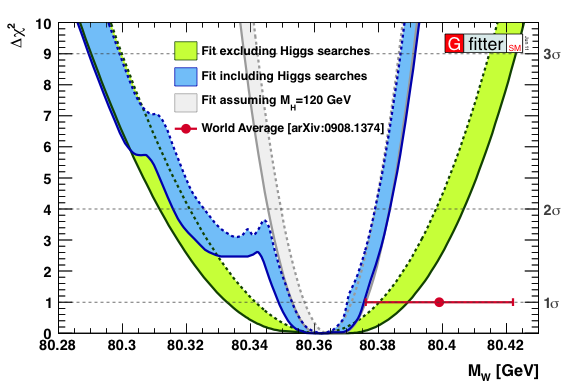 Δχ²
10
9
8
7
6
5
4
3
2
1
0
Fit excluding Higgs searches
Fit including Higgs searches
Fit assuming M_H=120 GeV
World Average [arXiv:0908.1374]
G fitter SM
3σ
2σ
1σ
80.28 80.3 80.32 80.34 80.36 80.38 80.4 80.42
M_W [GeV]